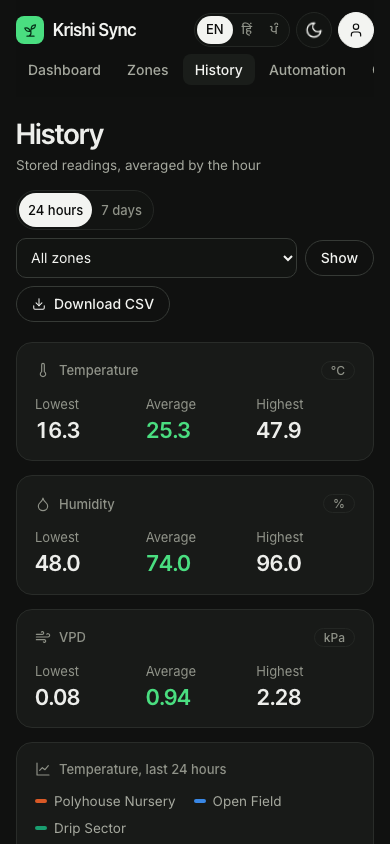 Krishi Sync
EN हिं ਪੰ
Dashboard Zones History Automation
History
Stored readings, averaged by the hour
24 hours 7 days
All zones Show
Download CSV
Temperature °C
Lowest Average Highest
16.3 25.3 47.9
Humidity %
Lowest Average Highest
48.0 74.0 96.0
VPD kPa
Lowest Average Highest
0.08 0.94 2.28
Temperature, last 24 hours
Polyhouse Nursery Open Field
Drip Sector